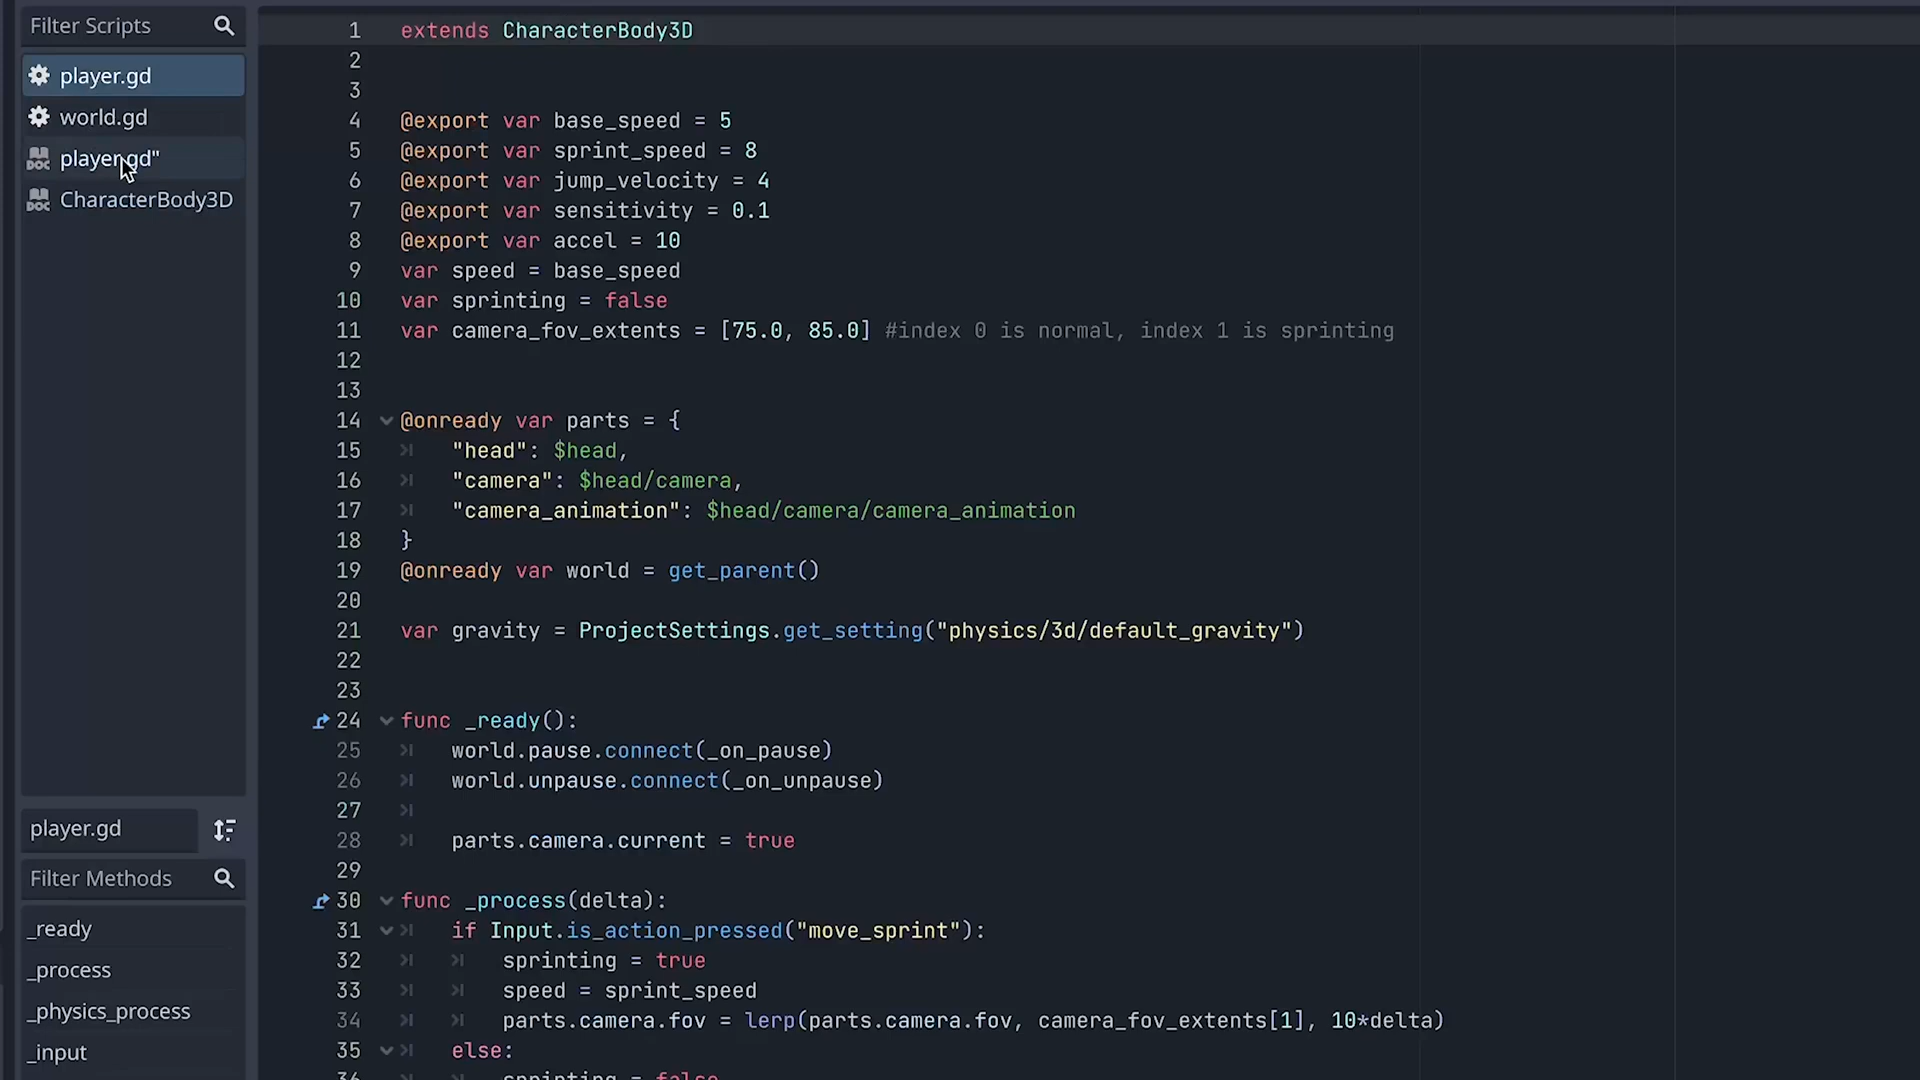 Filter Scripts
player.gd
world.gd
player.gd"
CharacterBody3D
player.gd
Filter Methods
_ready
_process
_physics_process
_input
1 extends CharacterBody3D
2
3
4 @export var base_speed = 5
5 @export var sprint_speed = 8
6 @export var jump_velocity = 4
7 @export var sensitivity = 0.1
8 @export var accel = 10
9 var speed = base_speed
10 var sprinting = false
11 var camera_fov_extents = [75.0, 85.0] #index 0 is normal, index 1 is sprinting
12
13
14 @onready var parts = {
15 "head": $head,
16 "camera": $head/camera,
17 "camera_animation": $head/camera/camera_animation
18 }
19 @onready var world = get_parent()
20
21 var gravity = ProjectSettings.get_setting("physics/3d/default_gravity")
22
23
24 func _ready():
25 world.pause.connect(_on_pause)
26 world.unpause.connect(_on_unpause)
27
28 parts.camera.current = true
29
30 func _process(delta):
31 if Input.is_action_pressed("move_sprint"):
32 sprinting = true
33 speed = sprint_speed
34 parts.camera.fov = lerp(parts.camera.fov, camera_fov_extents[1], 10*delta)
35 else:
36 sprinting = false